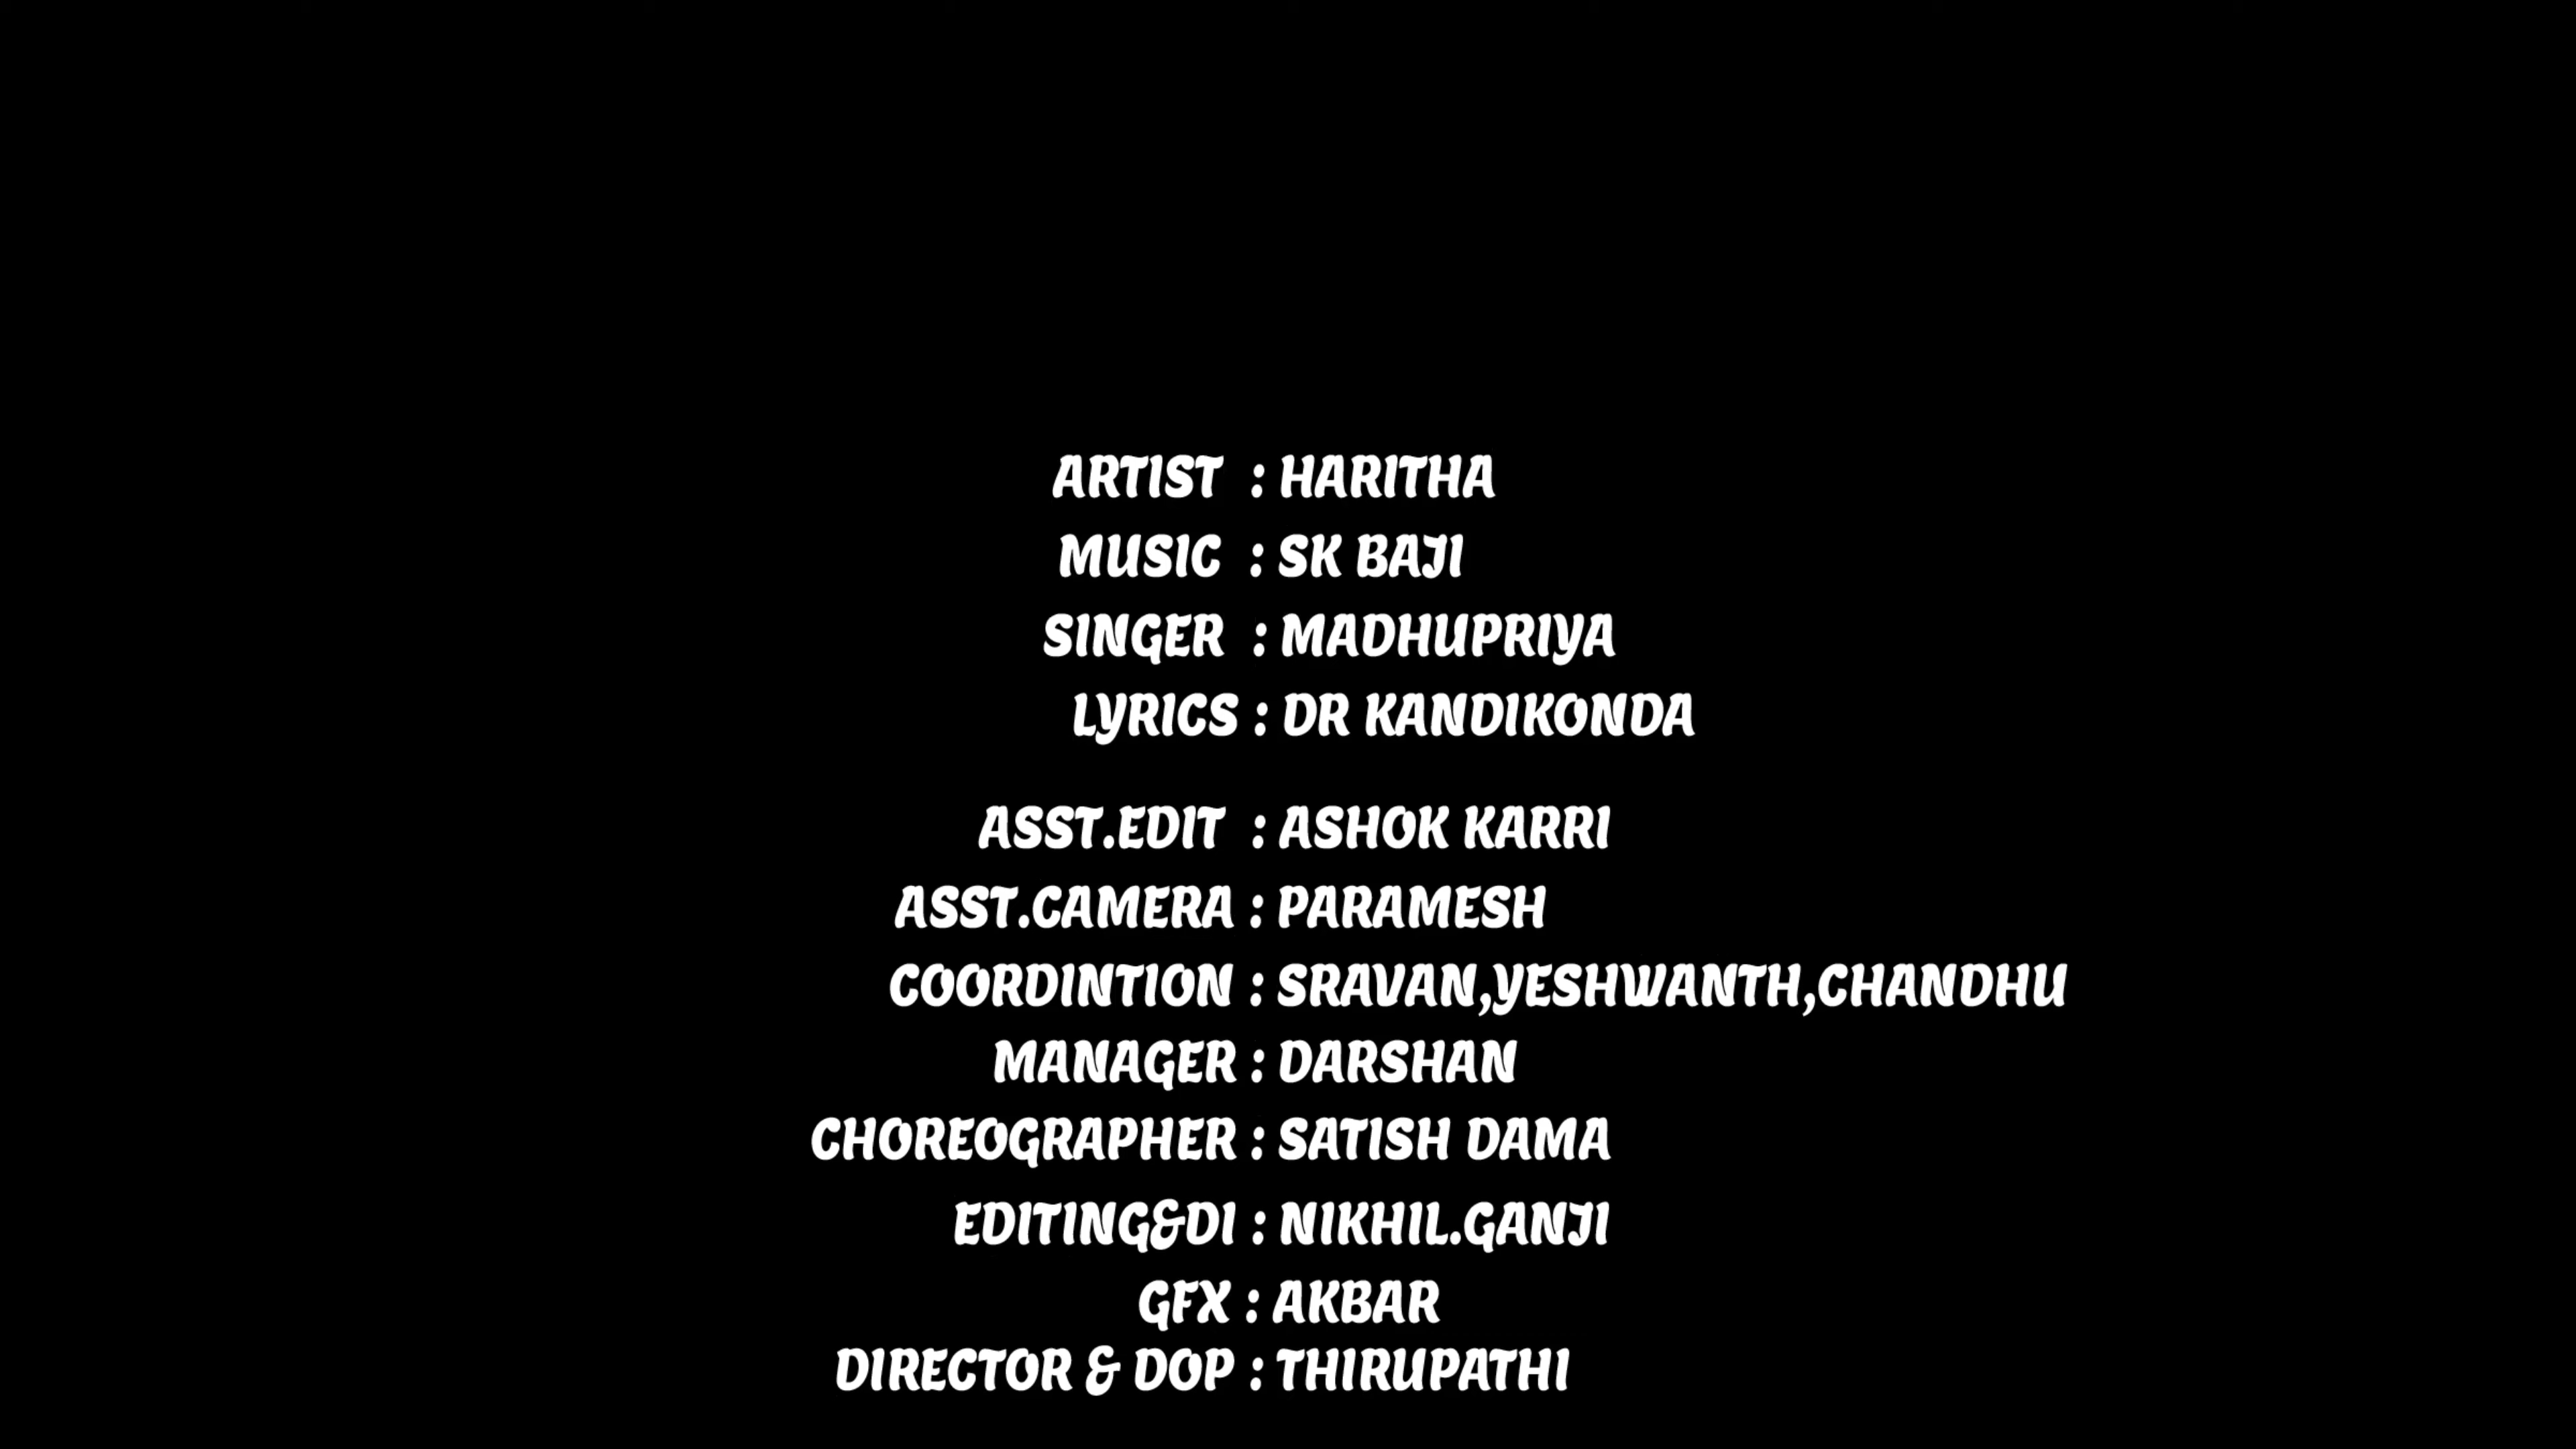 ARTIST : HARITHA
MUSIC : SK BAJI
SINGER : MADHUPRIYA
LYRICS : DR KANDIKONDA
ASST.EDIT : ASHOK KARRI
ASST.CAMERA : PARAMESH
COORDINTION : SRAVAN,YESHWANTH,CHANDHU
MANAGER : DARSHAN
CHOREOGRAPHER : SATISH DAMA
EDITING&DI : NIKHIL.GANJI
GFX : AKBAR
DIRECTOR & DOP : THIRUPATHI